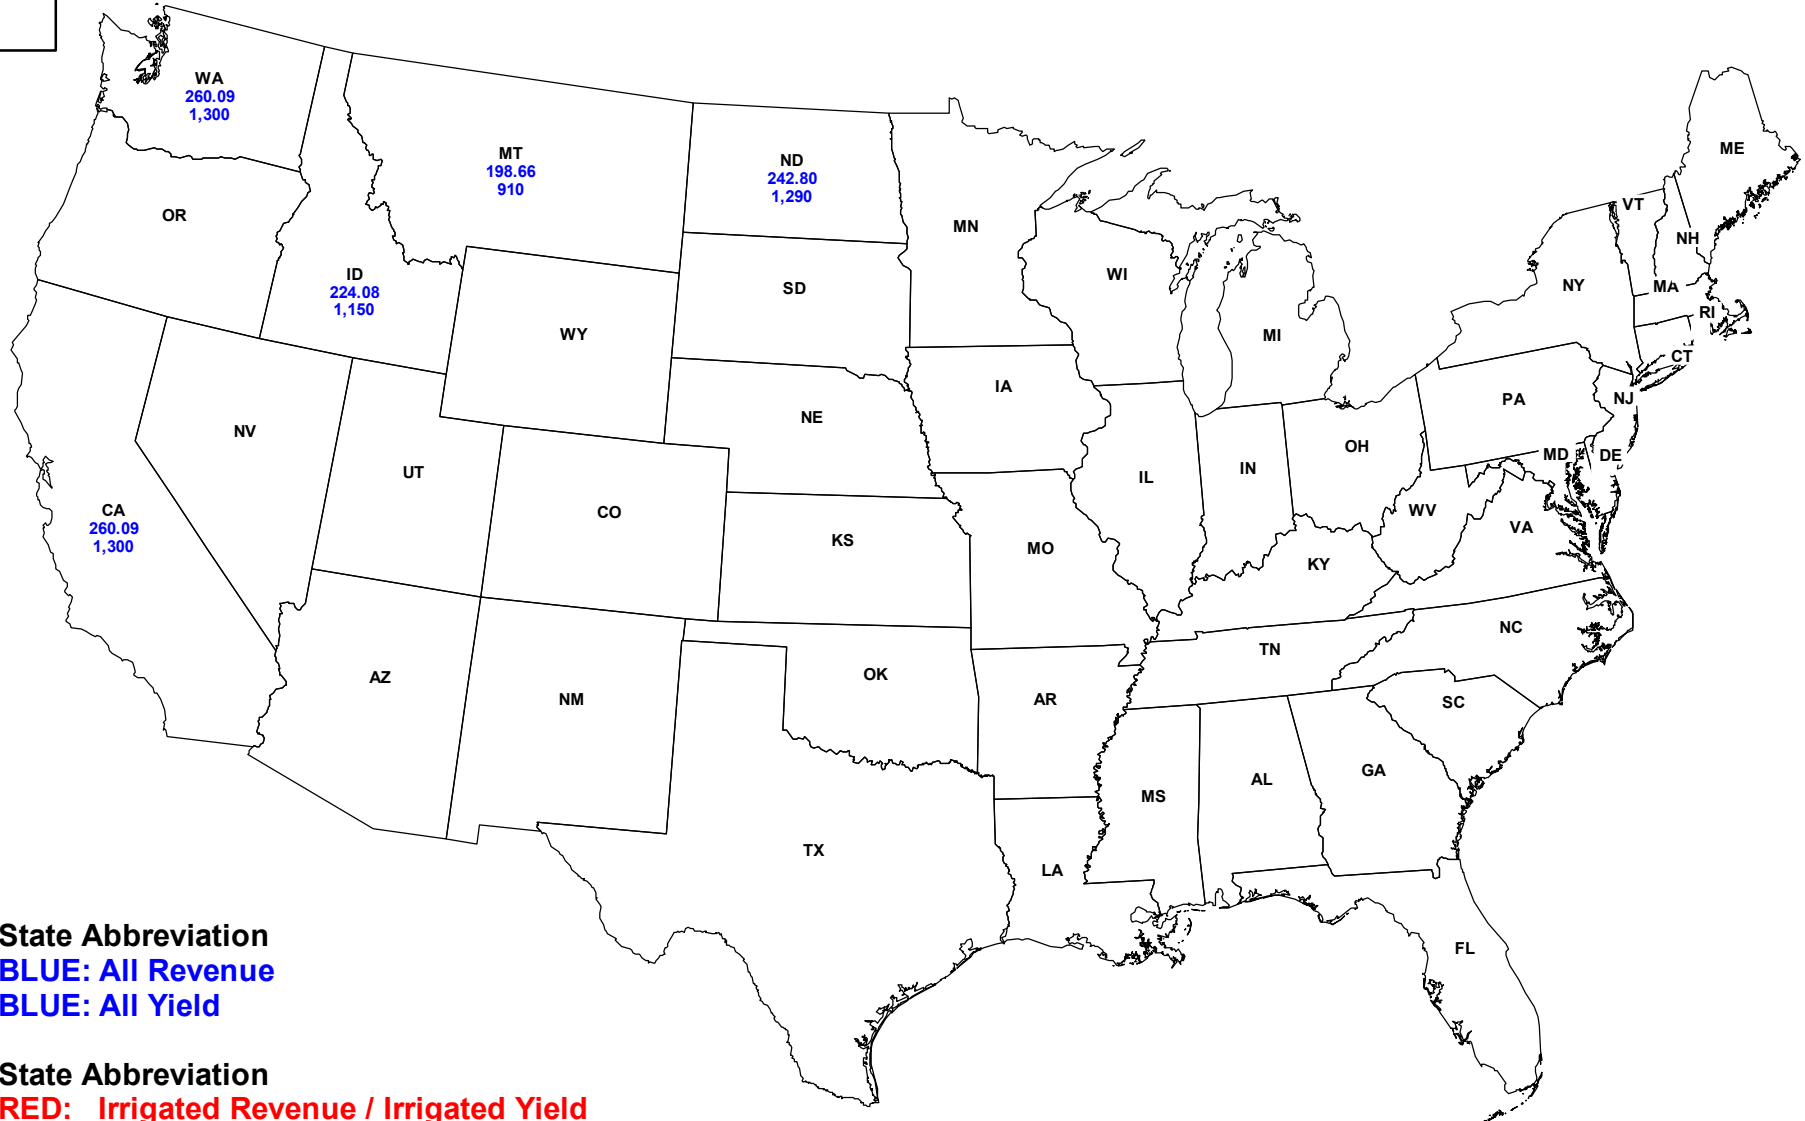 WA
260.09
1,300
MT
198.66
910
ND
242.80
1,290
ME
OR
MN
VT
NH
ID
224.08
1,150
SD
WI
NY
MA
RI
WY
MI
CT
IA
NE
PA
NJ
NV
UT
IL
IN
OH
MD
DE
CA
260.09
1,300
CO
KS
MO
WV
VA
KY
NC
TN
AZ
NM
OK
AR
SC
MS
AL
GA
TX
LA
FL
State Abbreviation
BLUE: All Revenue
BLUE: All Yield
State Abbreviation
RED: Irrigated Revenue / Irrigated Yield